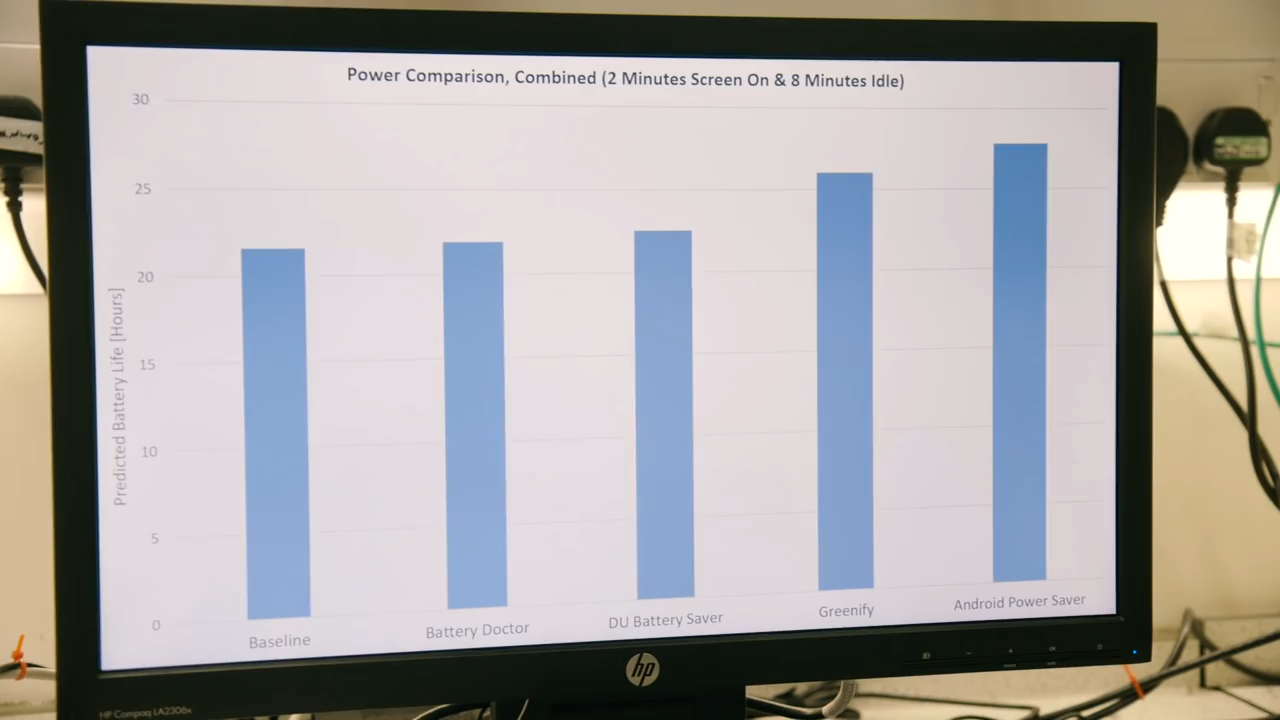 Power Comparison, Combined (2 Minutes Screen On & 8 Minutes Idle)
30
25
20
15
10
5
0
Predicted Battery Life [Hours]
Baseline
Battery Doctor
DU Battery Saver
Greenify
Android Power Saver
hp
HP Compaq LA2306x